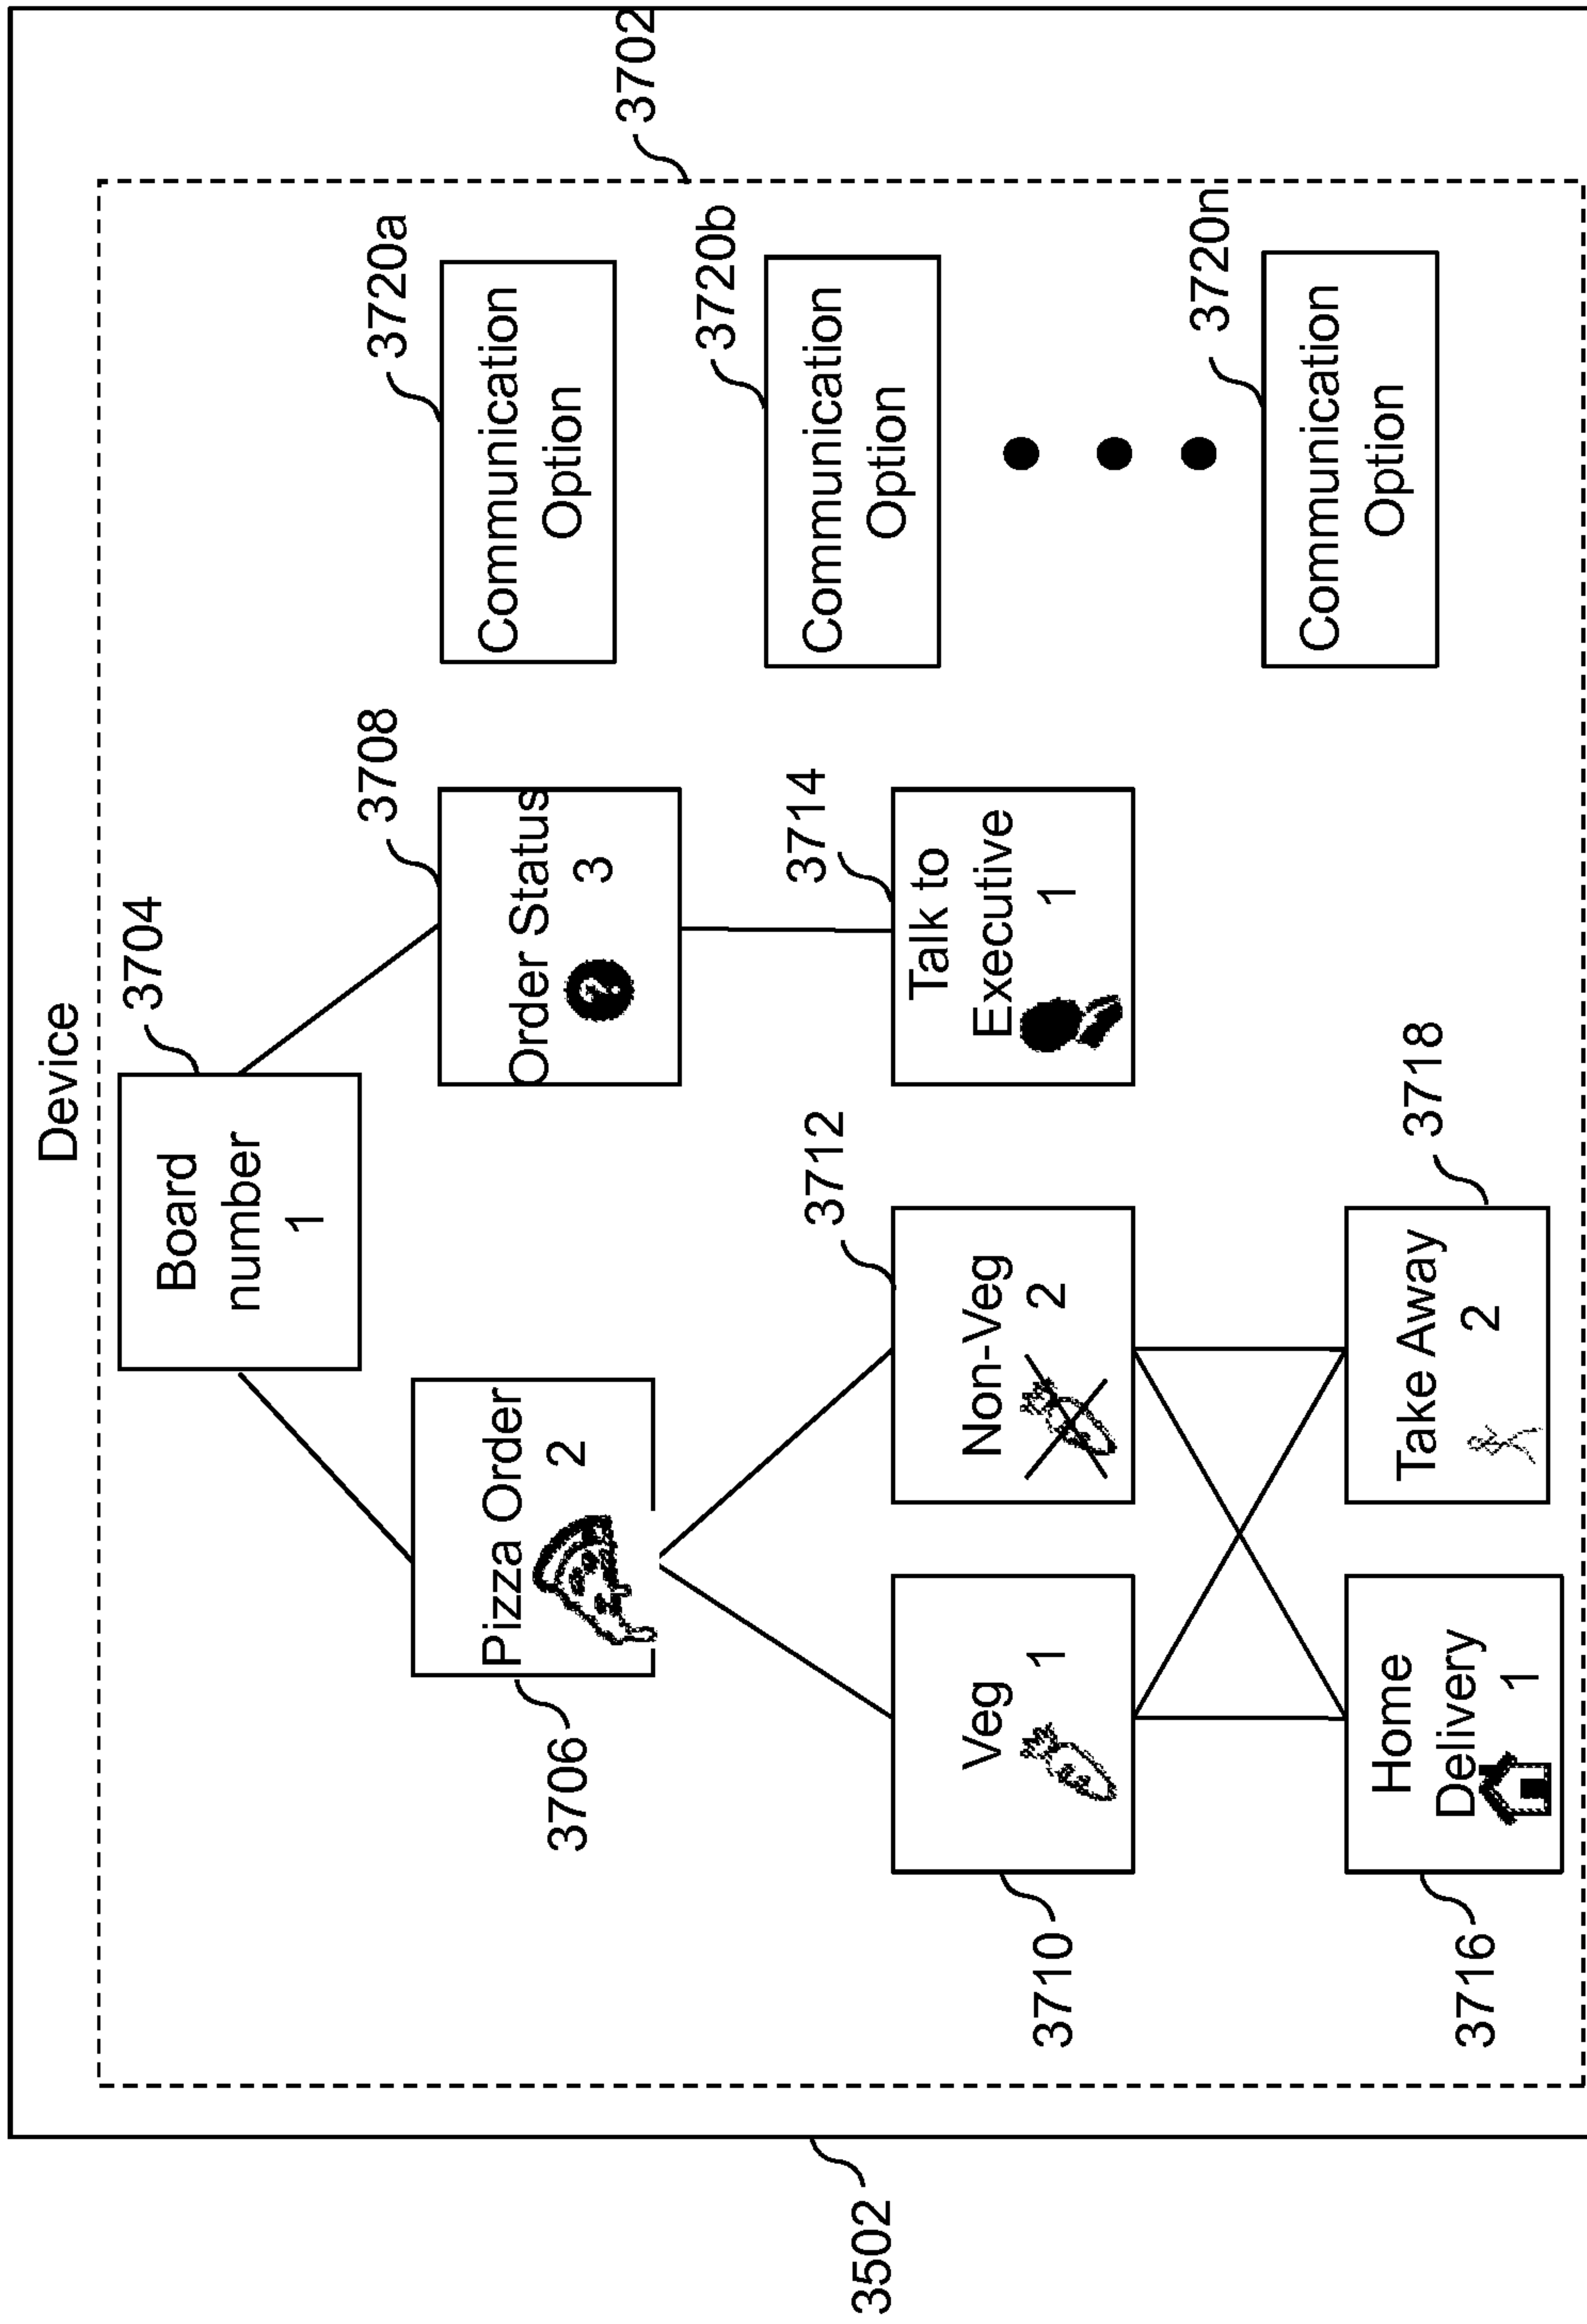 Device
3502
3702
Board
number
1
3704
Pizza Order
2
3706
Order Status
3
?
3708
3720a
Communication
Option
3720b
Communication
Option
Veg
1
3710
Non-Veg
2
3712
Talk to
Executive
1
3714
3720n
Communication
Option
Home
Delivery
1
3716
Take Away
2
3718